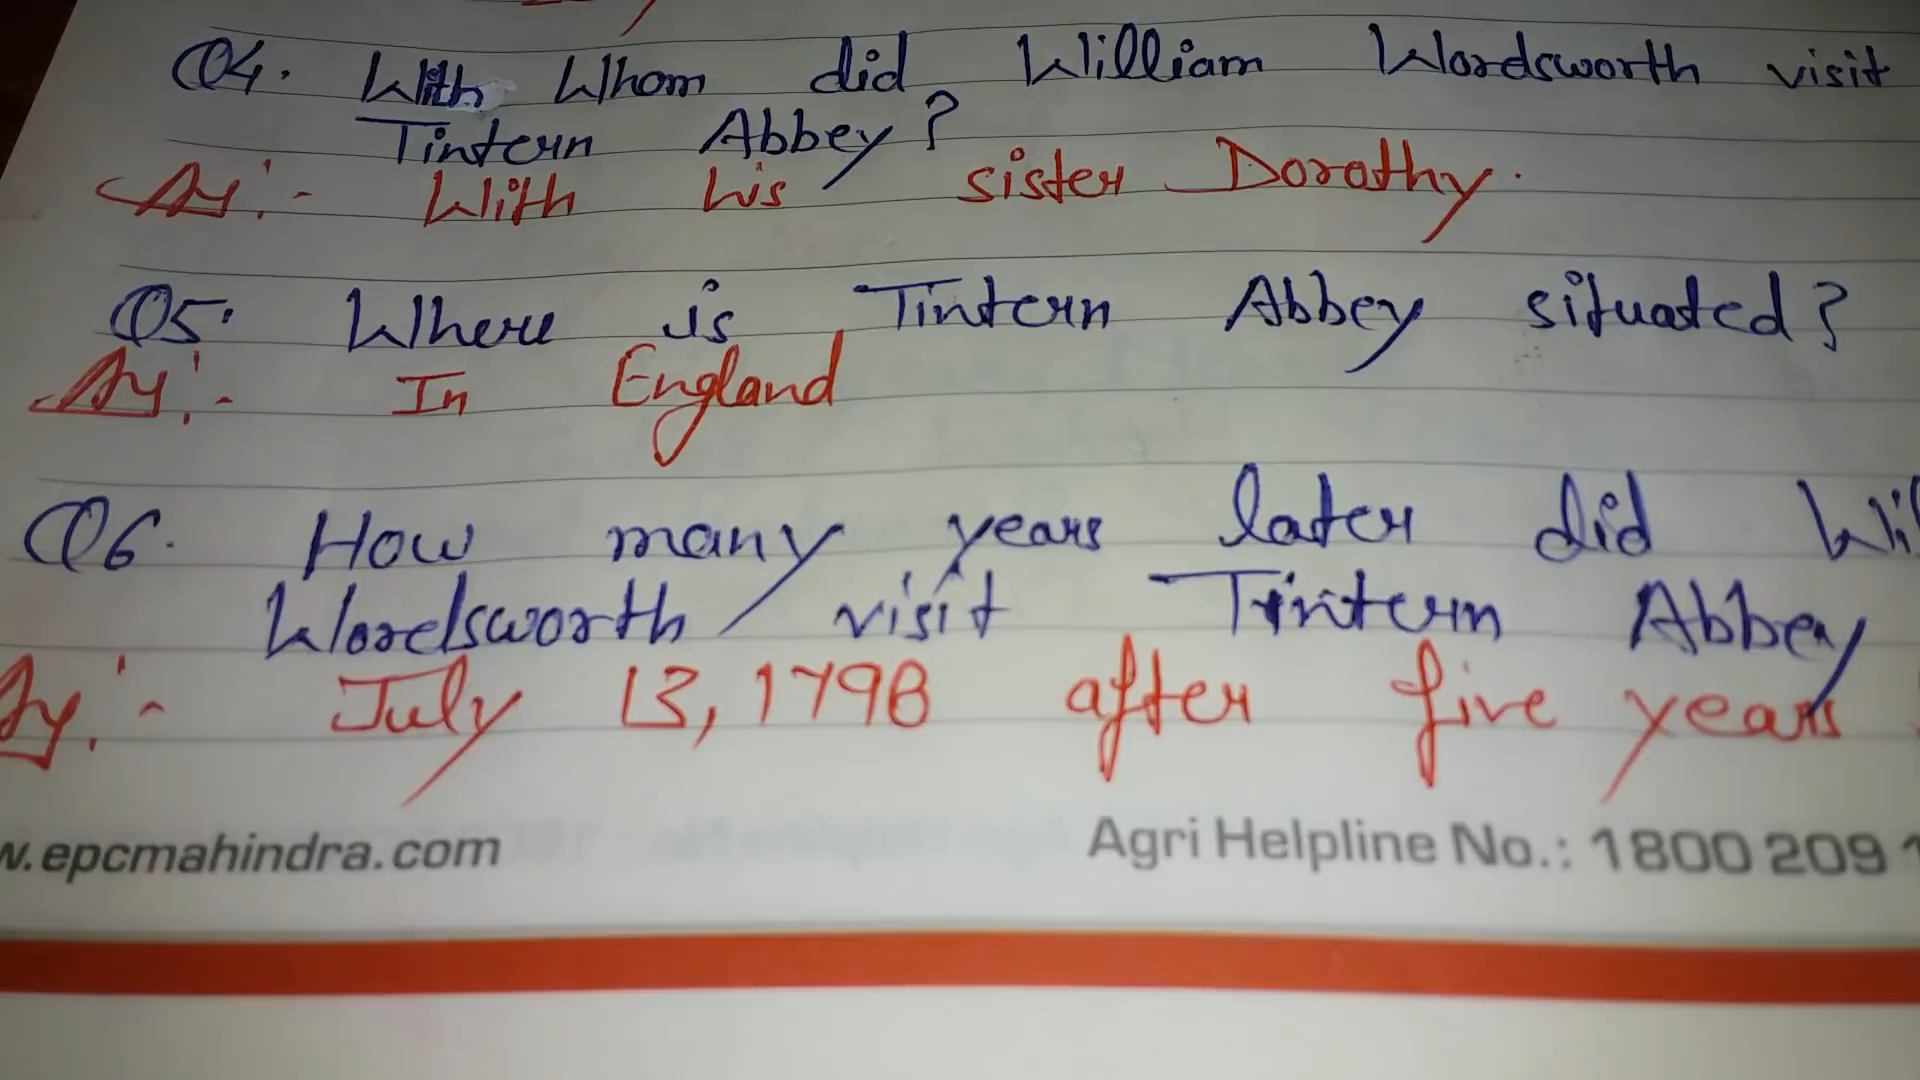 Q4. With Whom did William Wordsworth visit
Tintern Abbey?
Ans:- With his sister Dorothy.
Q5. Where is Tintern Abbey situated?
Ans:- In England
Q6. How many years later did Wil
Wordsworth visit Tintern Abbey
Ans:- July 13, 1798 after five years
w.epcmahindra.com Agri Helpline No.: 1800 209 1